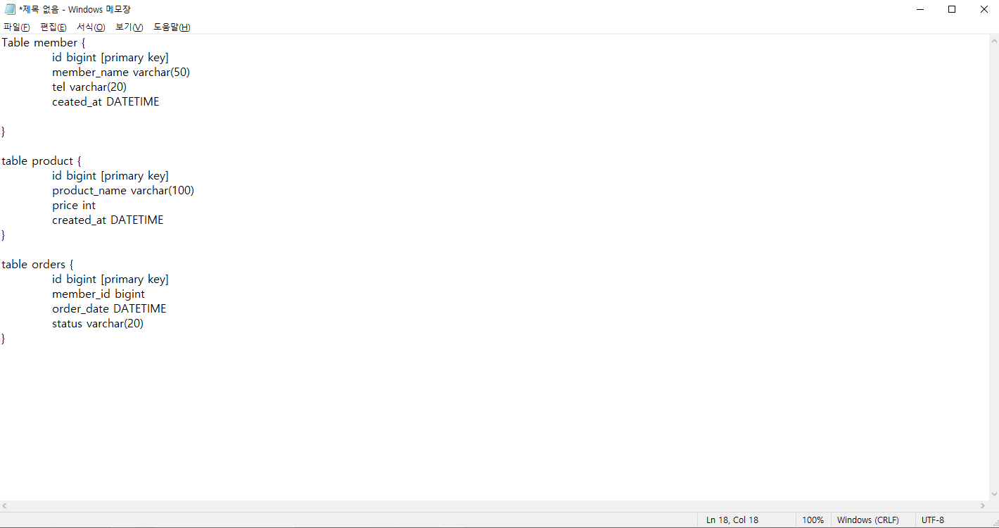 *제목 없음 - Windows 메모장
파일(F) 편집(E) 서식(O) 보기(V) 도움말(H)
Table member {
id bigint [primary key]
member_name varchar(50)
tel varchar(20)
ceated_at DATETIME
}
table product {
id bigint [primary key]
product_name varchar(100)
price int
created_at DATETIME
}
table orders {
id bigint [primary key]
member_id bigint
order_date DATETIME
status varchar(20)
}
Ln 18, Col 18 100% Windows (CRLF) UTF-8